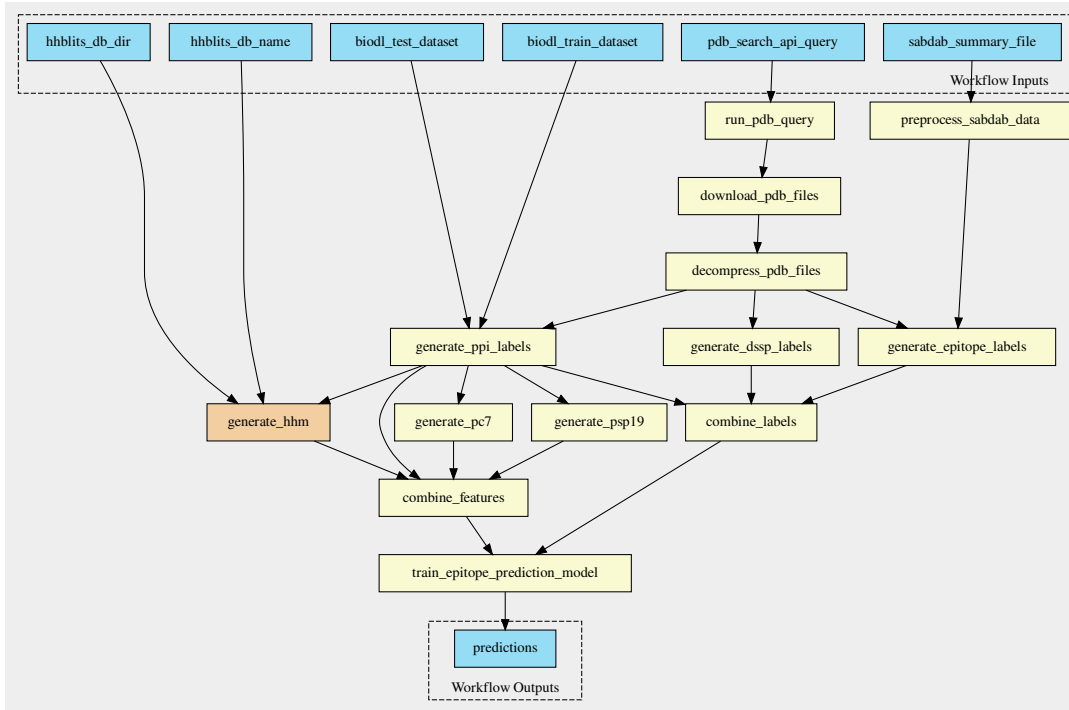 hhblits_db_dir
hhblits_db_name
biodl_test_dataset
biodl_train_dataset
pdb_search_api_query
sabdab_summary_file
Workflow Inputs
run_pdb_query
preprocess_sabdab_data
download_pdb_files
decompress_pdb_files
generate_ppi_labels
generate_dssp_labels
generate_epitope_labels
generate_hhm
generate_pc7
generate_psp19
combine_labels
combine_features
train_epitope_prediction_model
predictions
Workflow Outputs